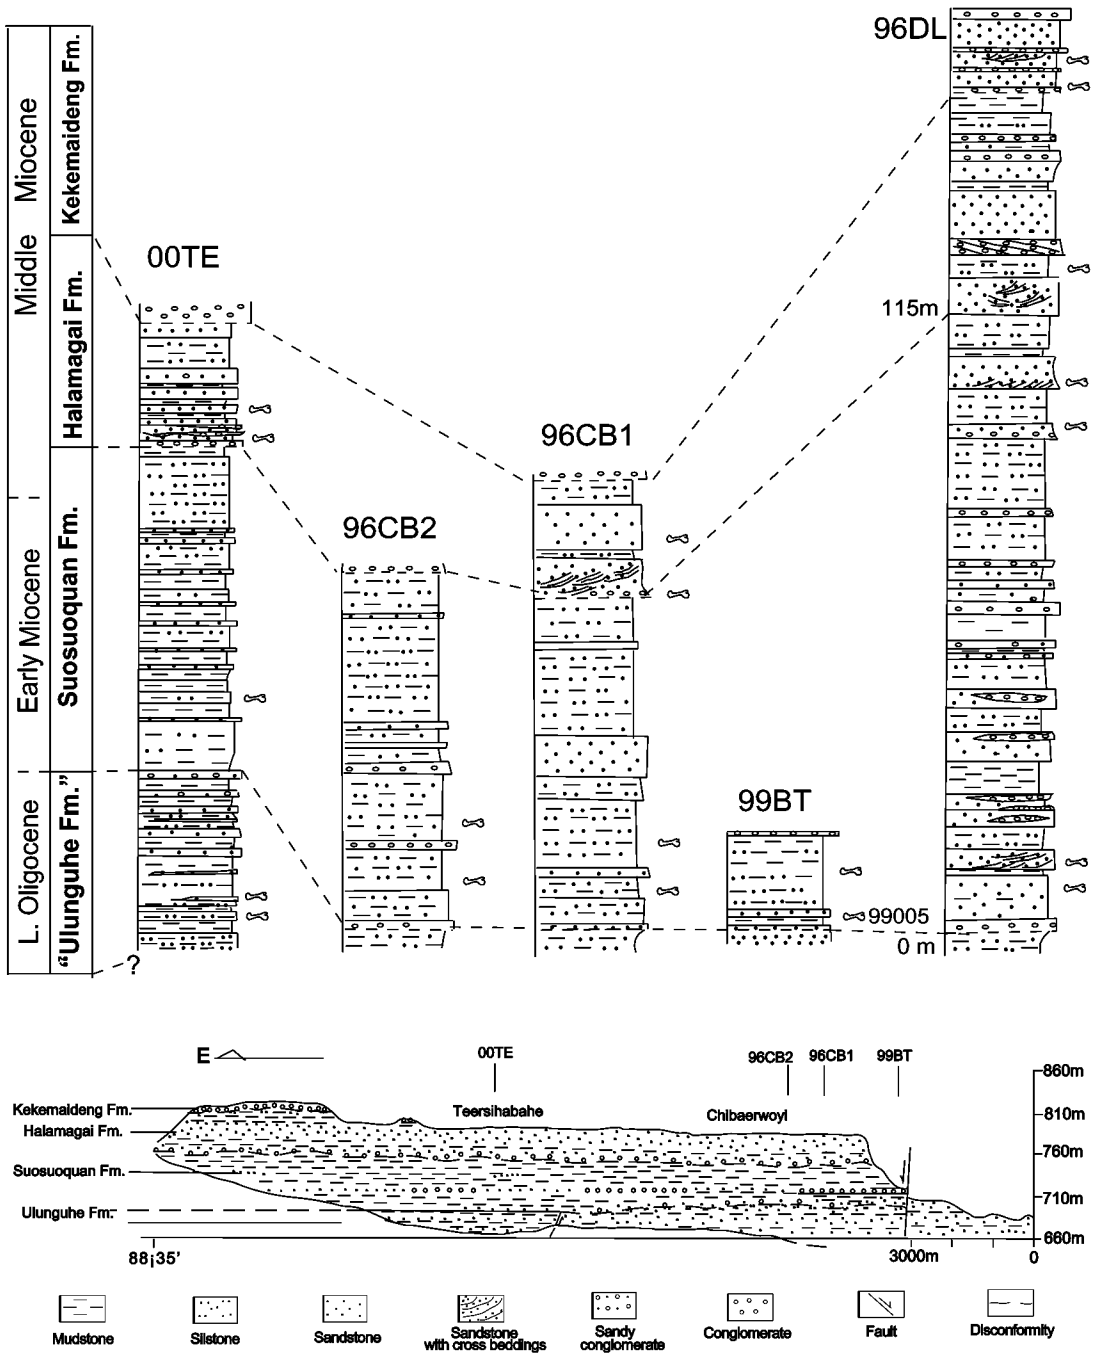 96DL
Middle Miocene
Kekemaideng Fm.
00TE
Halamagai Fm.
115m
96CB1
96CB2
Early Miocene
Suosuoquan Fm.
99BT
L. Oligocene
"Ulunguhe Fm."
99005
0 m
?
E
00TE
96CB2
96CB1
99BT
860m
Kekemaideng Fm.
Teersihabahe
Chibaerwoyl
810m
Halamagai Fm.
760m
Suosuoquan Fm.
710m
Ulunguhe Fm.
660m
88¡35'
3000m
0
Mudstone
Silstone
Sandstone
Sandstone
with cross beddings
Sandy
conglomerate
Conglomerate
Fault
Disconformity